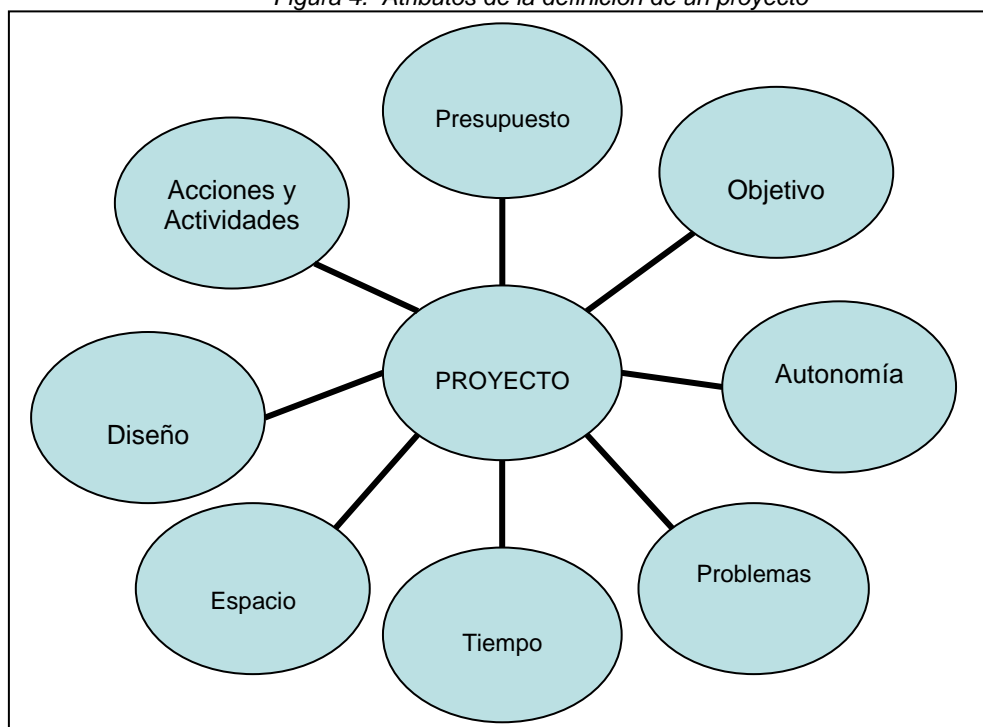 Figura 4. Atributos de la definición de un proyecto
Presupuesto
Objetivo
Acciones y
Actividades
PROYECTO
Autonomía
Diseño
Problemas
Espacio
Tiempo